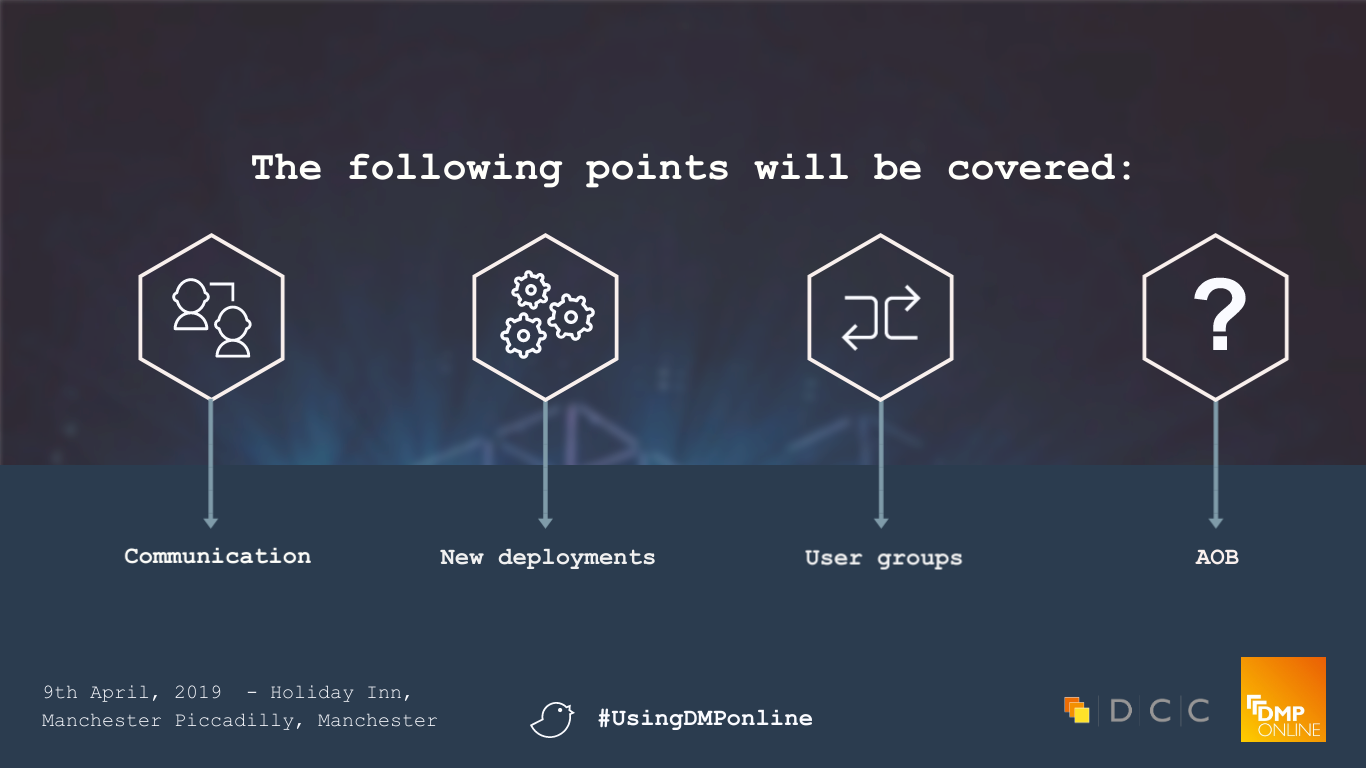 The following points will be covered:
?
Communication
New deployments
User groups
AOB
9th April, 2019 - Holiday Inn,
Manchester Piccadilly, Manchester
#UsingDMPonline
DCC
DMP
ONLINE